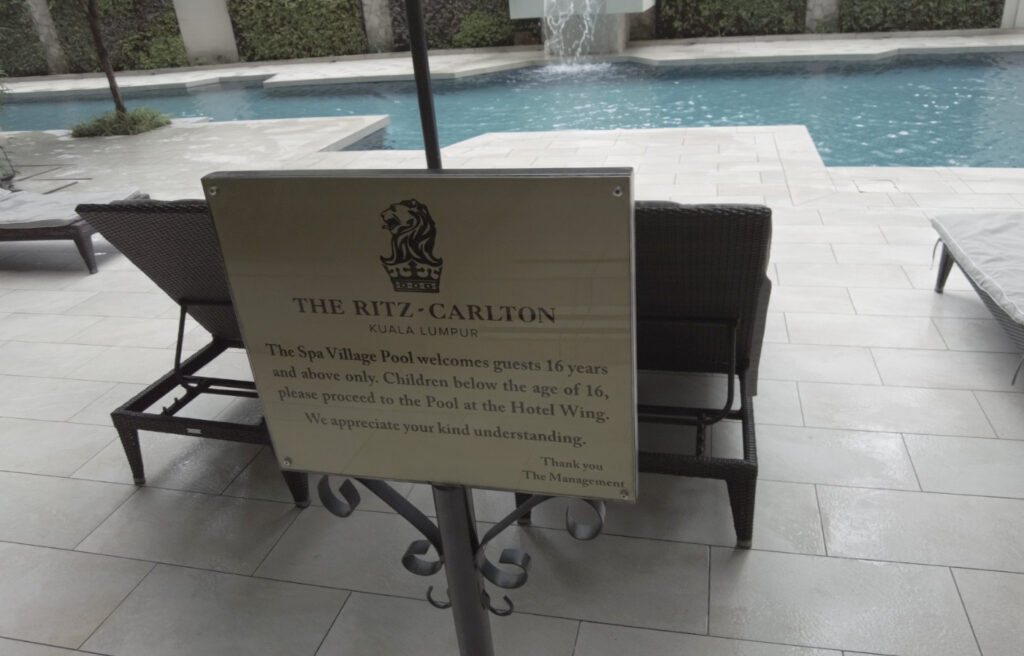 THE RITZ-CARLTON
KUALA LUMPUR
The Spa Village Pool welcomes guests 16 years
and above only. Children below the age of 16,
please proceed to the Pool at the Hotel Wing.
We appreciate your kind understanding.
Thank you
The Management